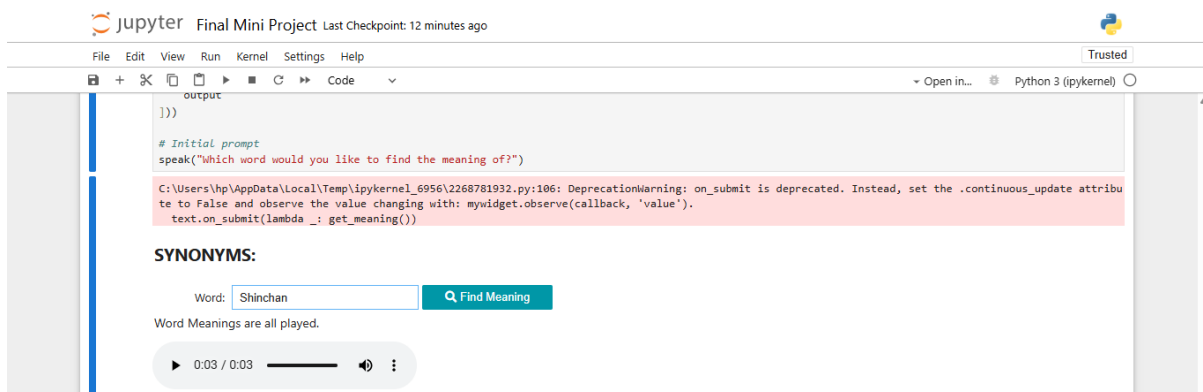 jupyter Final Mini Project Last Checkpoint: 12 minutes ago
File Edit View Run Kernel Settings Help Trusted
Code Open in... Python 3 (ipykernel)
output
]))
# Initial prompt
speak("Which word would you like to find the meaning of?")
C:\Users\hp\AppData\Local\Temp\ipykernel_6956\2268781932.py:106: DeprecationWarning: on_submit is deprecated. Instead, set the .continuous_update attribu
te to False and observe the value changing with: mywidget.observe(callback, 'value').
text.on_submit(lambda _: get_meaning())
SYNONYMS:
Word: Shinchan Find Meaning
Word Meanings are all played.
0:03 / 0:03